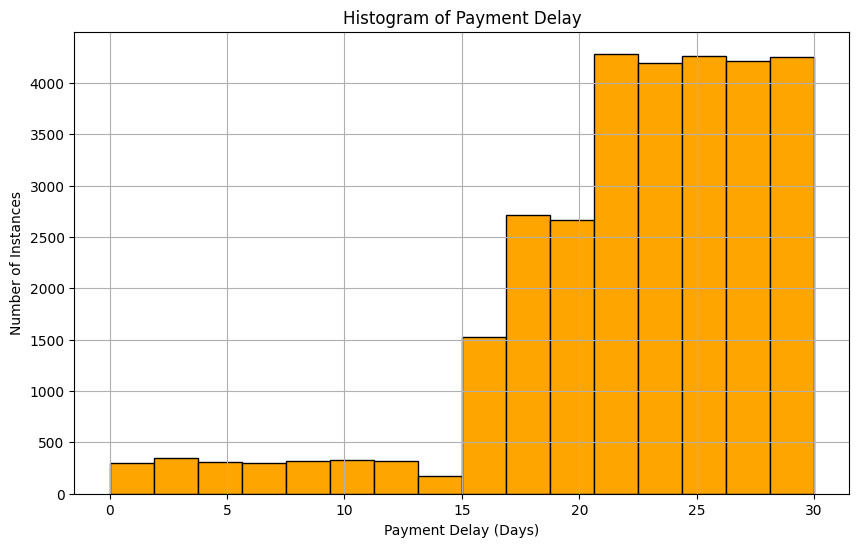 Histogram of Payment Delay
Number of Instances
4000
3500
3000
2500
2000
1500
1000
500
0
0 5 10 15 20 25 30
Payment Delay (Days)